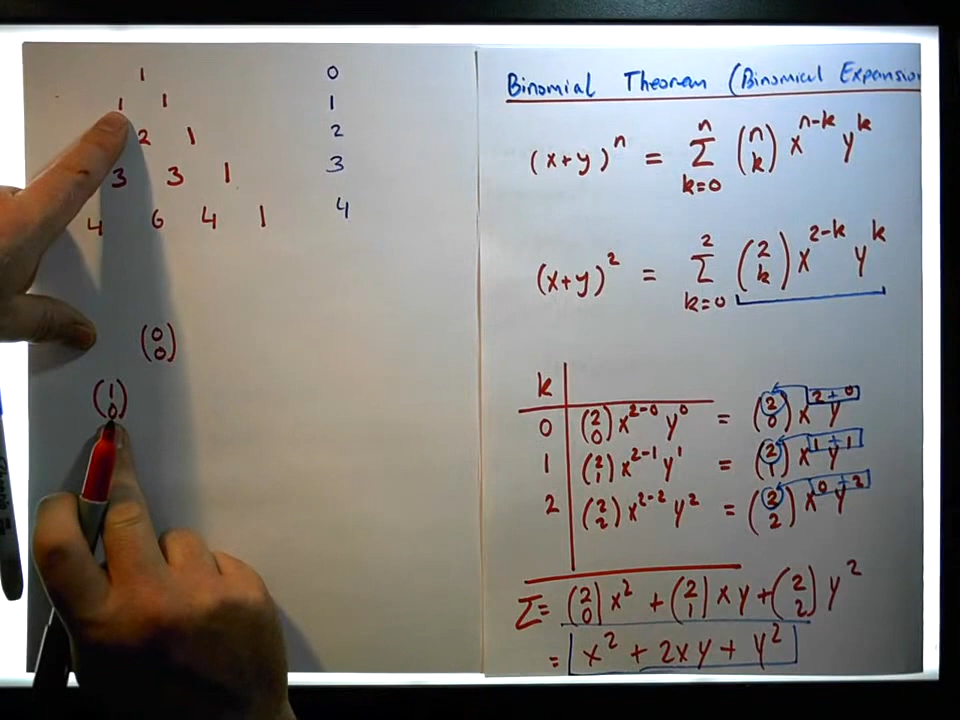 1 0
1 1 1
2 1 2
3 3 1 3
4 6 4 1 4
(0 0)
(1 0)
Binomial Theorem (Binomical Expansion
(x+y)^n = Σ_{k=0}^{n} (n k) x^{n-k} y^k
(x+y)^2 = Σ_{k=0}^{2} (2 k) x^{2-k} y^k
k
0 (2 0) x^{2-0} y^0 = (2 0) x^2 y^0
1 (2 1) x^{2-1} y^1 = (2 1) x^1 y^1
2 (2 2) x^{2-2} y^2 = (2 2) x^0 y^2
Σ = (2 0) x^2 + (2 1) xy + (2 2) y^2
= x^2 + 2xy + y^2